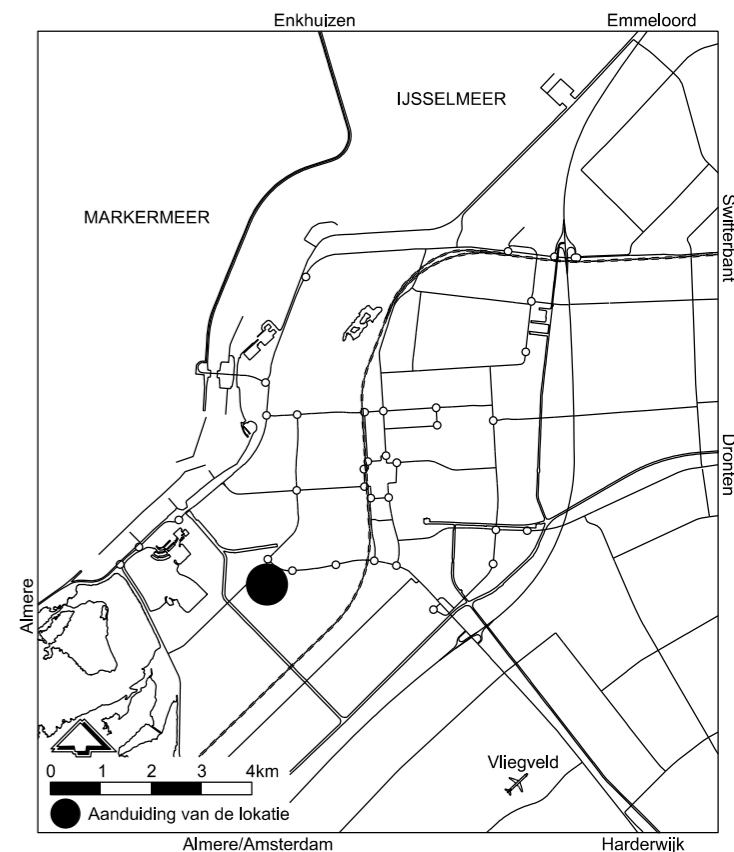 Enkhuizen
Emmeloord
IJSSELMEER
MARKERMEER
Swifterbant
Dronten
Almere
Vliegveld
0 1 2 3 4km
Aanduiding van de lokatie
Almere/Amsterdam
Harderwijk